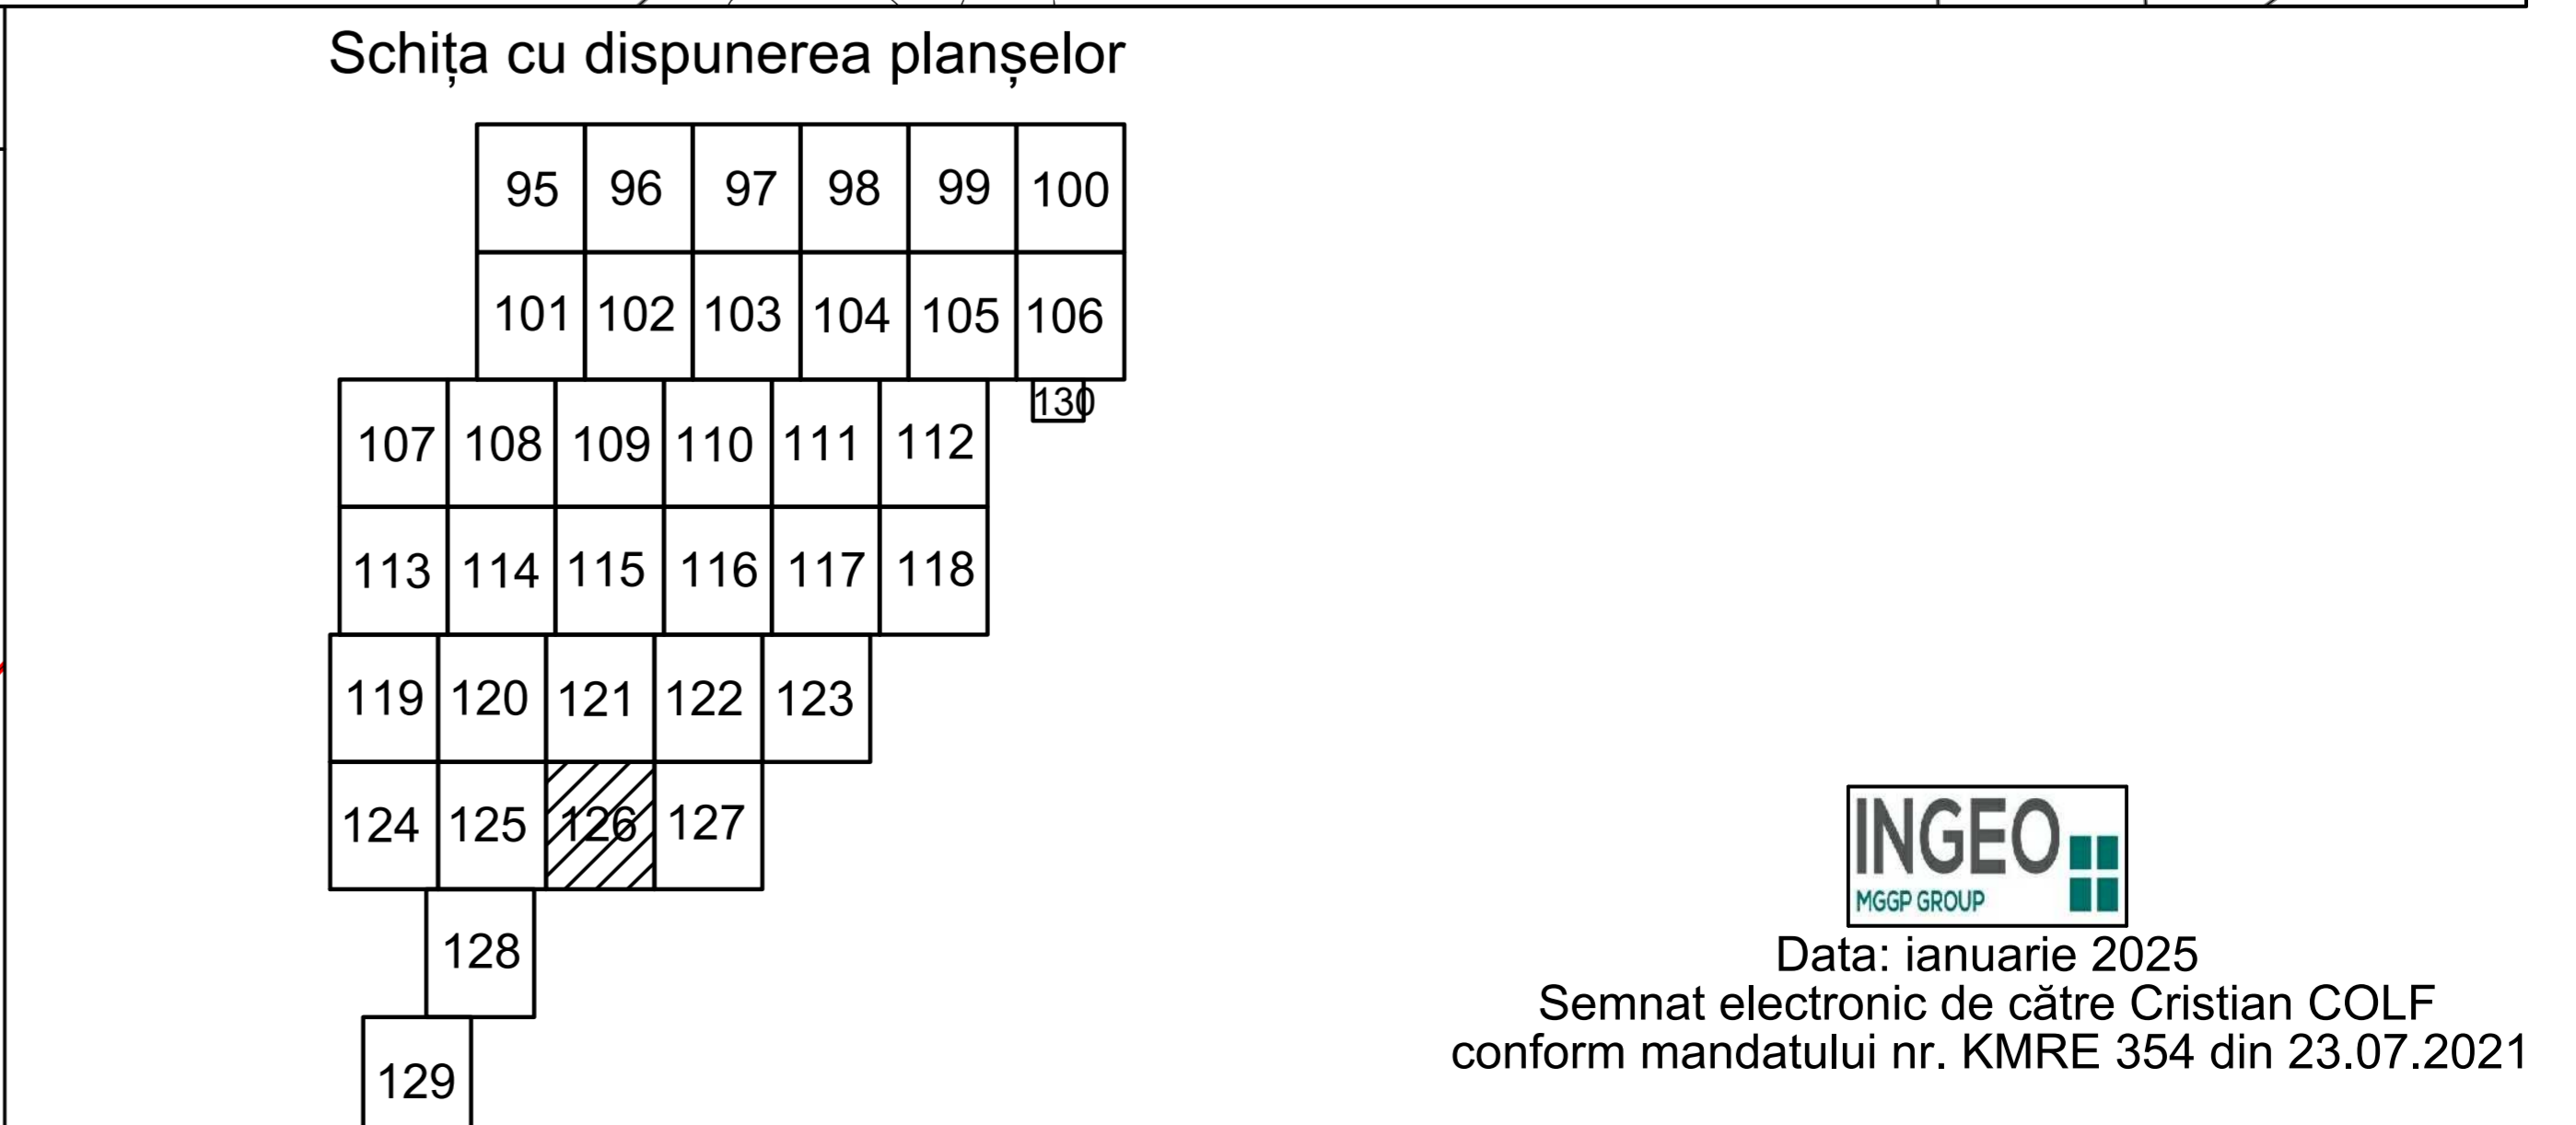 Schița cu dispunerea planșelor
95 96 97 98 99 100
101 102 103 104 105 106
130
107 108 109 110 111 112
113 114 115 116 117 118
119 120 121 122 123
124 125 126 127
128
129
INGEO
MGGP GROUP
Data: ianuarie 2025
Semnat electronic de către Cristian COLF
conform mandatului nr. KMRE 354 din 23.07.2021